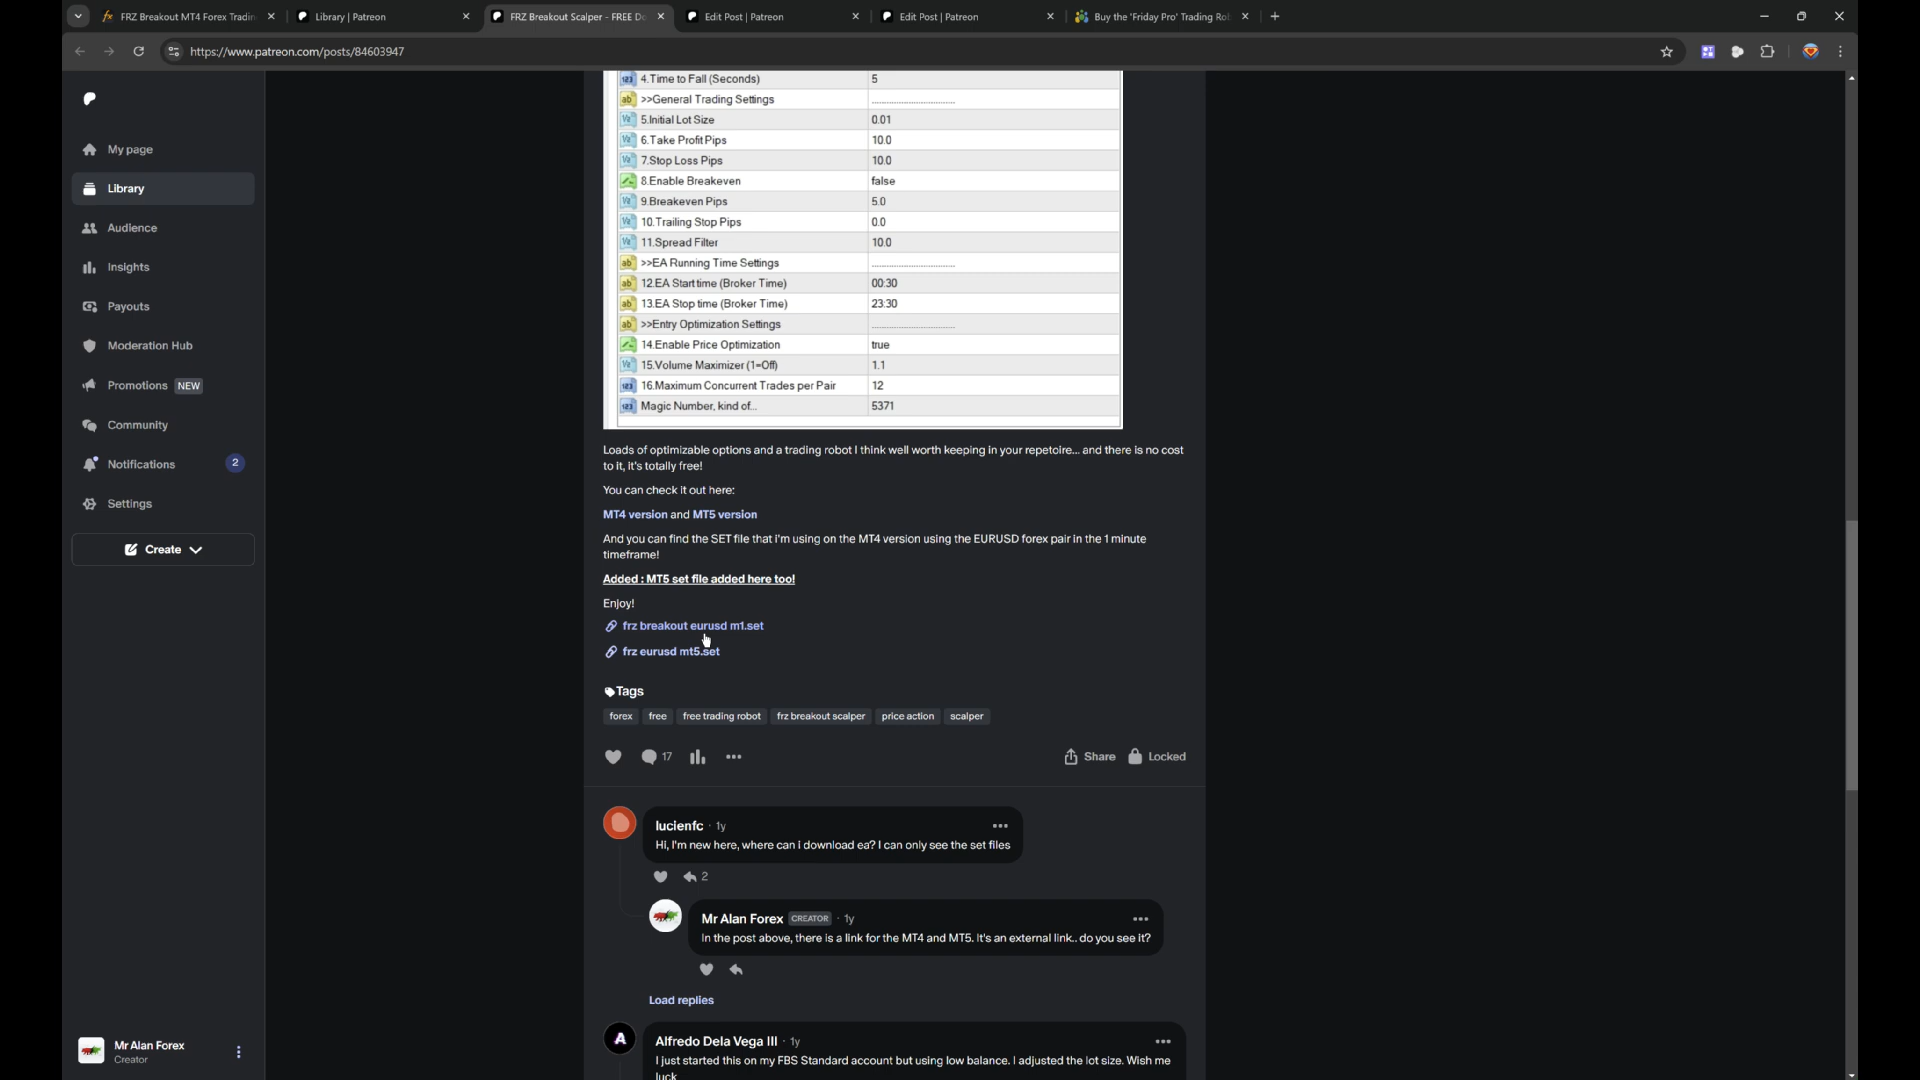 FRZ Breakout MT4 Forex Tradin
Library | Patreon
FRZ Breakout Scalper - FREE Do
Edit Post | Patreon
Edit Post | Patreon
Buy the 'Friday Pro' Trading Rob
https://www.patreon.com/posts/84603947
My page
Library
Audience
Insights
Payouts
Moderation Hub
Promotions NEW
Community
Notifications 2
Settings
Create
Mr Alan Forex
Creator
4.Time to Fall (Seconds) 5
>>General Trading Settings ................................
5.Initial Lot Size 0.01
6.Take Profit Pips 10.0
7.Stop Loss Pips 10.0
8.Enable Breakeven false
9.Breakeven Pips 5.0
10.Trailing Stop Pips 0.0
11.Spread Filter 10.0
>>EA Running Time Settings ................................
12.EA Start time (Broker Time) 00:30
13.EA Stop time (Broker Time) 23:30
>>Entry Optimization Settings ................................
14.Enable Price Optimization true
15.Volume Maximizer (1=Off) 1.1
16.Maximum Concurrent Trades per Pair 12
Magic Number, kind of... 5371
Loads of optimizable options and a trading robot I think well worth keeping in your repetoire... and there is no cost
to it, it's totally free!
You can check it out here:
MT4 version and MT5 version
And you can find the SET file that i'm using on the MT4 version using the EURUSD forex pair in the 1 minute
timeframe!
Added : MT5 set file added here too!
Enjoy!
frz breakout eurusd m1.set
frz eurusd mt5.set
Tags
forex free free trading robot frz breakout scalper price action scalper
17 Share Locked
lucienfc · 1y
Hi, I'm new here, where can i download ea? I can only see the set files
2
Mr Alan Forex CREATOR · 1y
In the post above, there is a link for the MT4 and MT5. It's an external link.. do you see it?
Load replies
A
Alfredo Dela Vega III · 1y
I just started this on my FBS Standard account but using low balance. I adjusted the lot size. Wish me
luck